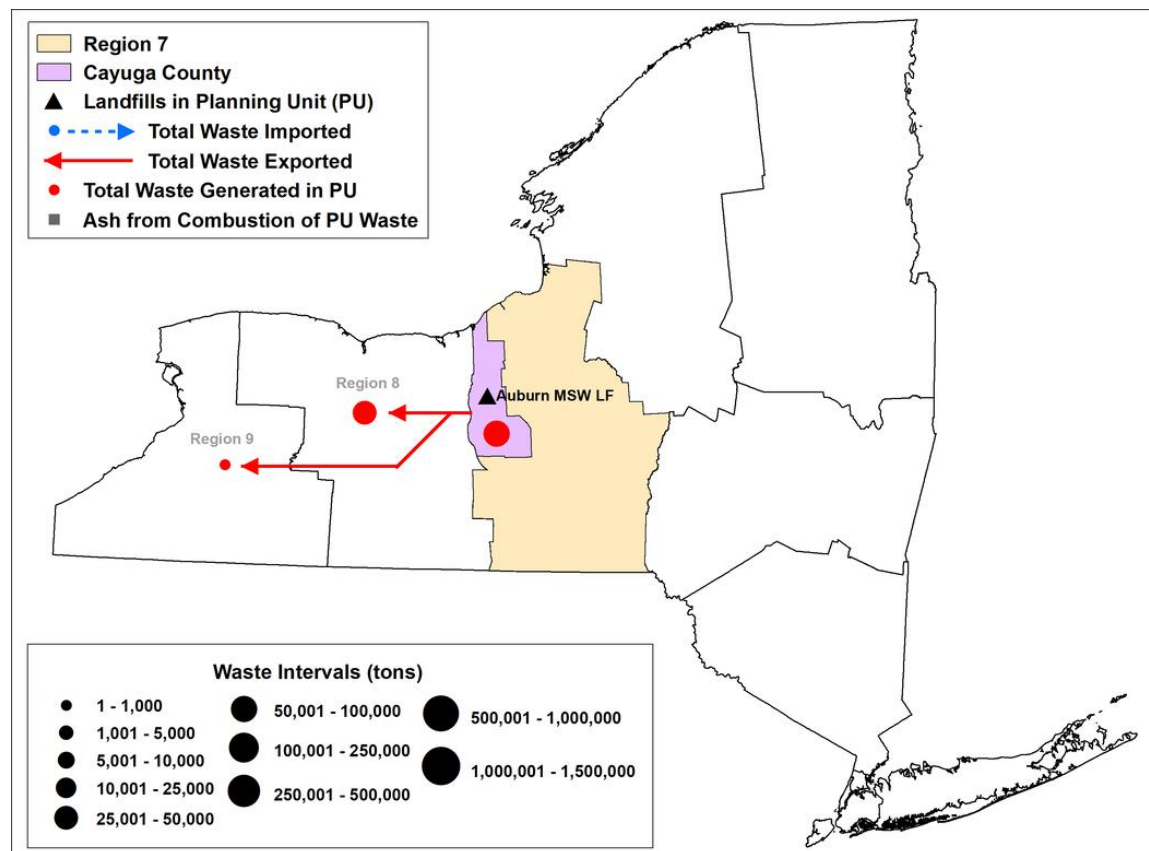 Region 7
Cayuga County
Landfills in Planning Unit (PU)
Total Waste Imported
Total Waste Exported
Total Waste Generated in PU
Ash from Combustion of PU Waste
Region 8
Auburn MSW LF
Region 9
Waste Intervals (tons)
1 - 1,000
1,001 - 5,000
5,001 - 10,000
10,001 - 25,000
25,001 - 50,000
50,001 - 100,000
100,001 - 250,000
250,001 - 500,000
500,001 - 1,000,000
1,000,001 - 1,500,000